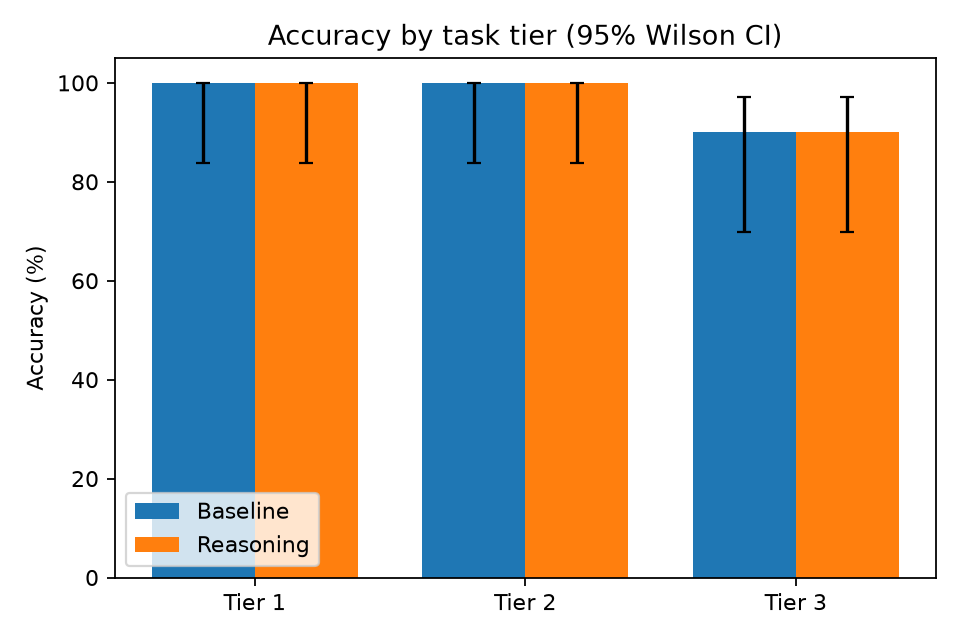 Accuracy by task tier (95% Wilson CI)
Accuracy (%)
100
80
60
40
20
0
Baseline
Reasoning
Tier 1
Tier 2
Tier 3